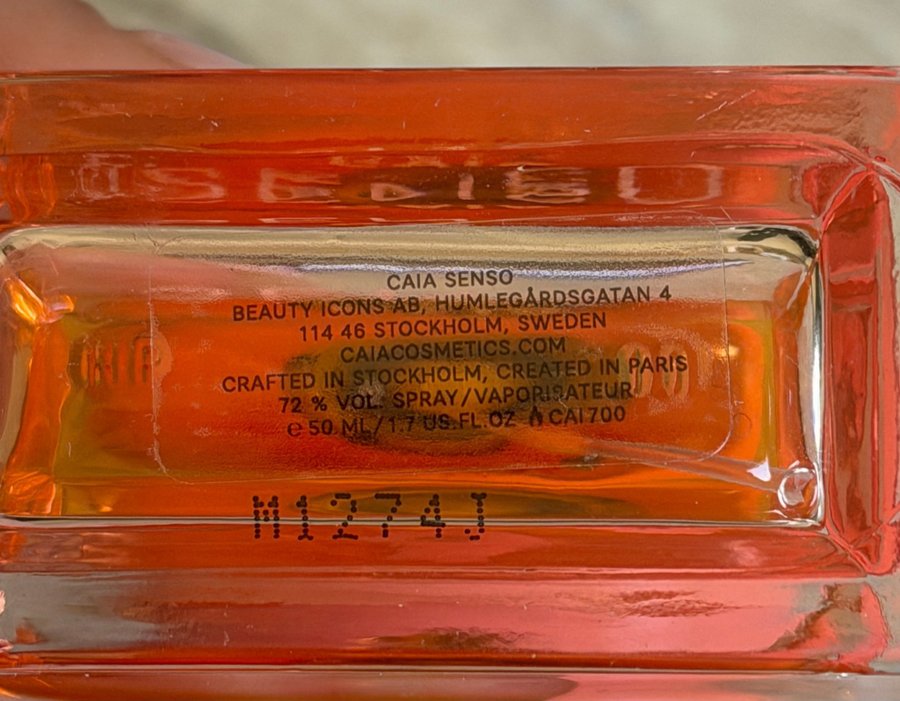 CAIA SENSO
BEAUTY ICONS AB, HUMLEGÅRDSGATAN 4
114 46 STOCKHOLM, SWEDEN
CAIACOSMETICS.COM
CRAFTED IN STOCKHOLM, CREATED IN PARIS
72 % VOL. SPRAY/VAPORISATEUR
℮ 50 ML/1.7 US.FL.OZ CAI700
M1274J